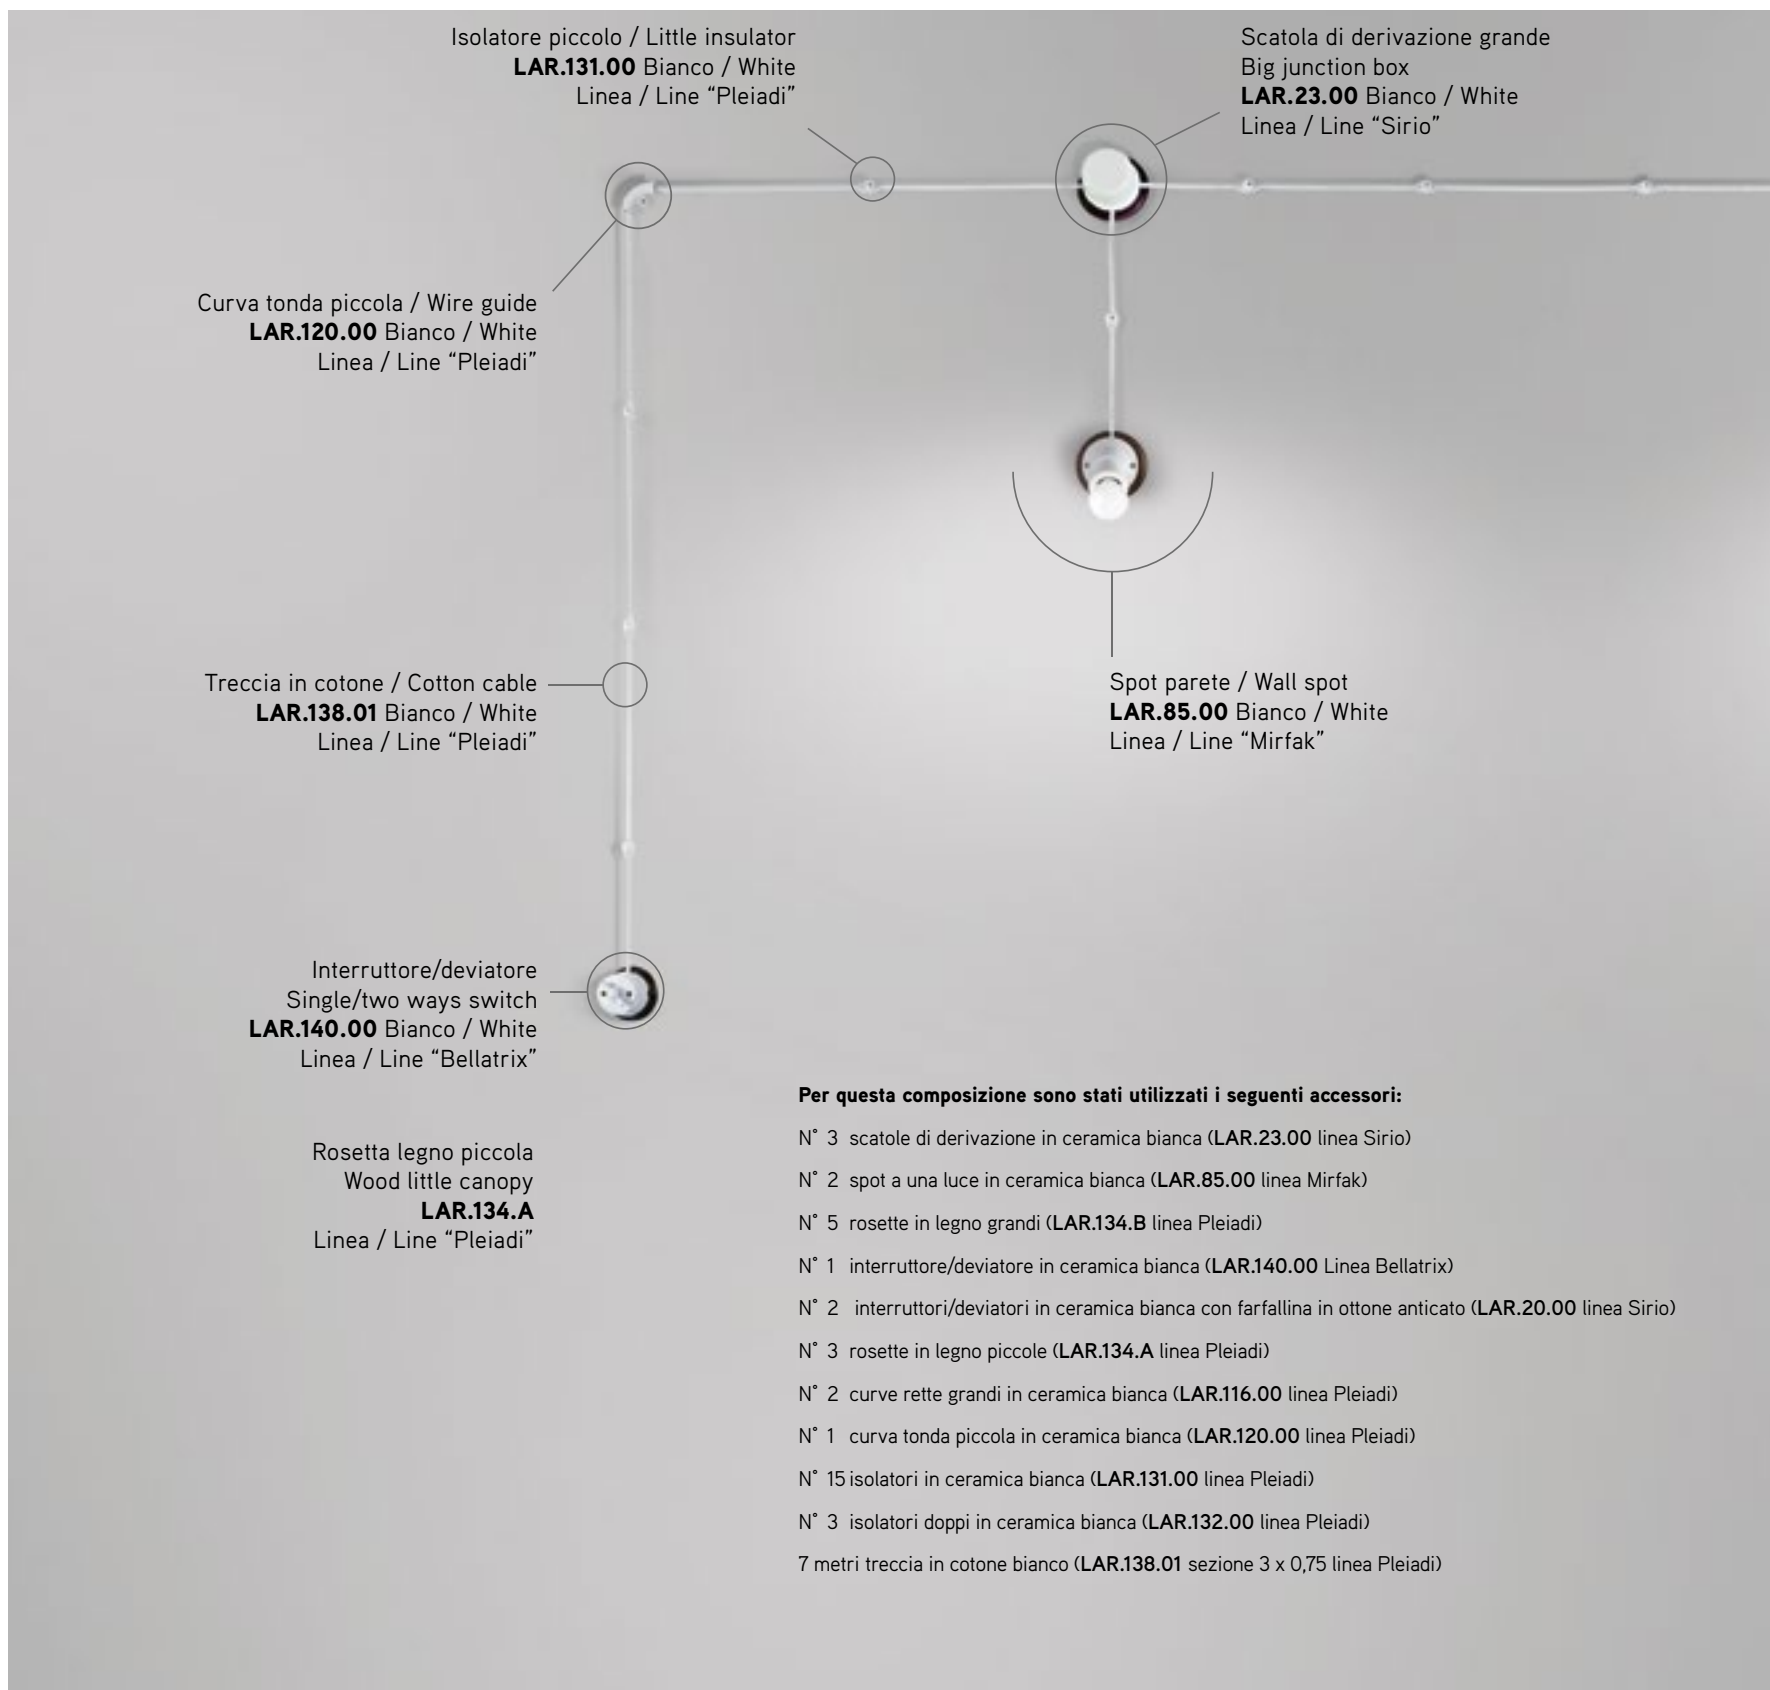 Isolatore piccolo / Little insulator
LAR.131.00 Bianco / White
Linea / Line “Pleiadi”
Scatola di derivazione grande
Big junction box
LAR.23.00 Bianco / White
Linea / Line “Sirio”
Curva tonda piccola / Wire guide
LAR.120.00 Bianco / White
Linea / Line “Pleiadi”
Treccia in cotone / Cotton cable
LAR.138.01 Bianco / White
Linea / Line “Pleiadi”
Spot parete / Wall spot
LAR.85.00 Bianco / White
Linea / Line “Mirfak”
Interruttore/deviatore
Single/two ways switch
LAR.140.00 Bianco / White
Linea / Line “Bellatrix”
Rosetta legno piccola
Wood little canopy
LAR.134.A
Linea / Line “Pleiadi”
Per questa composizione sono stati utilizzati i seguenti accessori:
N° 3 scatole di derivazione in ceramica bianca (LAR.23.00 linea Sirio)
N° 2 spot a una luce in ceramica bianca (LAR.85.00 linea Mirfak)
N° 5 rosette in legno grandi (LAR.134.B linea Pleiadi)
N° 1 interruttore/deviatore in ceramica bianca (LAR.140.00 Linea Bellatrix)
N° 2 interruttori/deviatori in ceramica bianca con farfallina in ottone anticato (LAR.20.00 linea Sirio)
N° 3 rosette in legno piccole (LAR.134.A linea Pleiadi)
N° 2 curve rette grandi in ceramica bianca (LAR.116.00 linea Pleiadi)
N° 1 curva tonda piccola in ceramica bianca (LAR.120.00 linea Pleiadi)
N° 15 isolatori in ceramica bianca (LAR.131.00 linea Pleiadi)
N° 3 isolatori doppi in ceramica bianca (LAR.132.00 linea Pleiadi)
7 metri treccia in cotone bianco (LAR.138.01 sezione 3 x 0,75 linea Pleiadi)